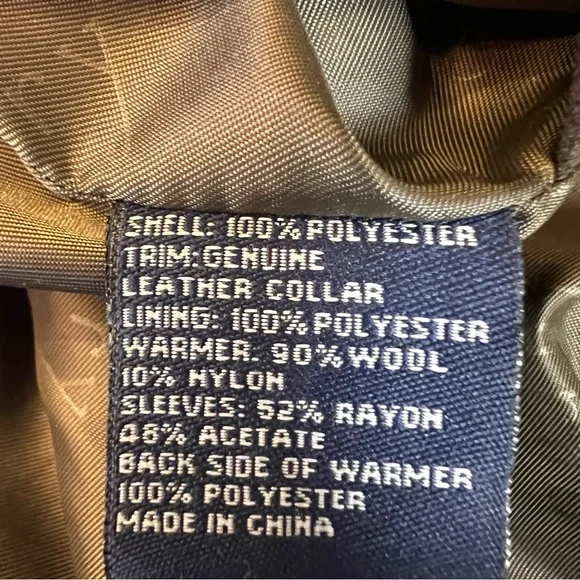 SHELL: 100% POLYESTER
TRIM: GENUINE
LEATHER COLLAR
LINING: 100% POLYESTER
WARMER: 90% WOOL
10% NYLON
SLEEVES: 52% RAYON
48% ACETATE
BACK SIDE OF WARMER
100% POLYESTER
MADE IN CHINA